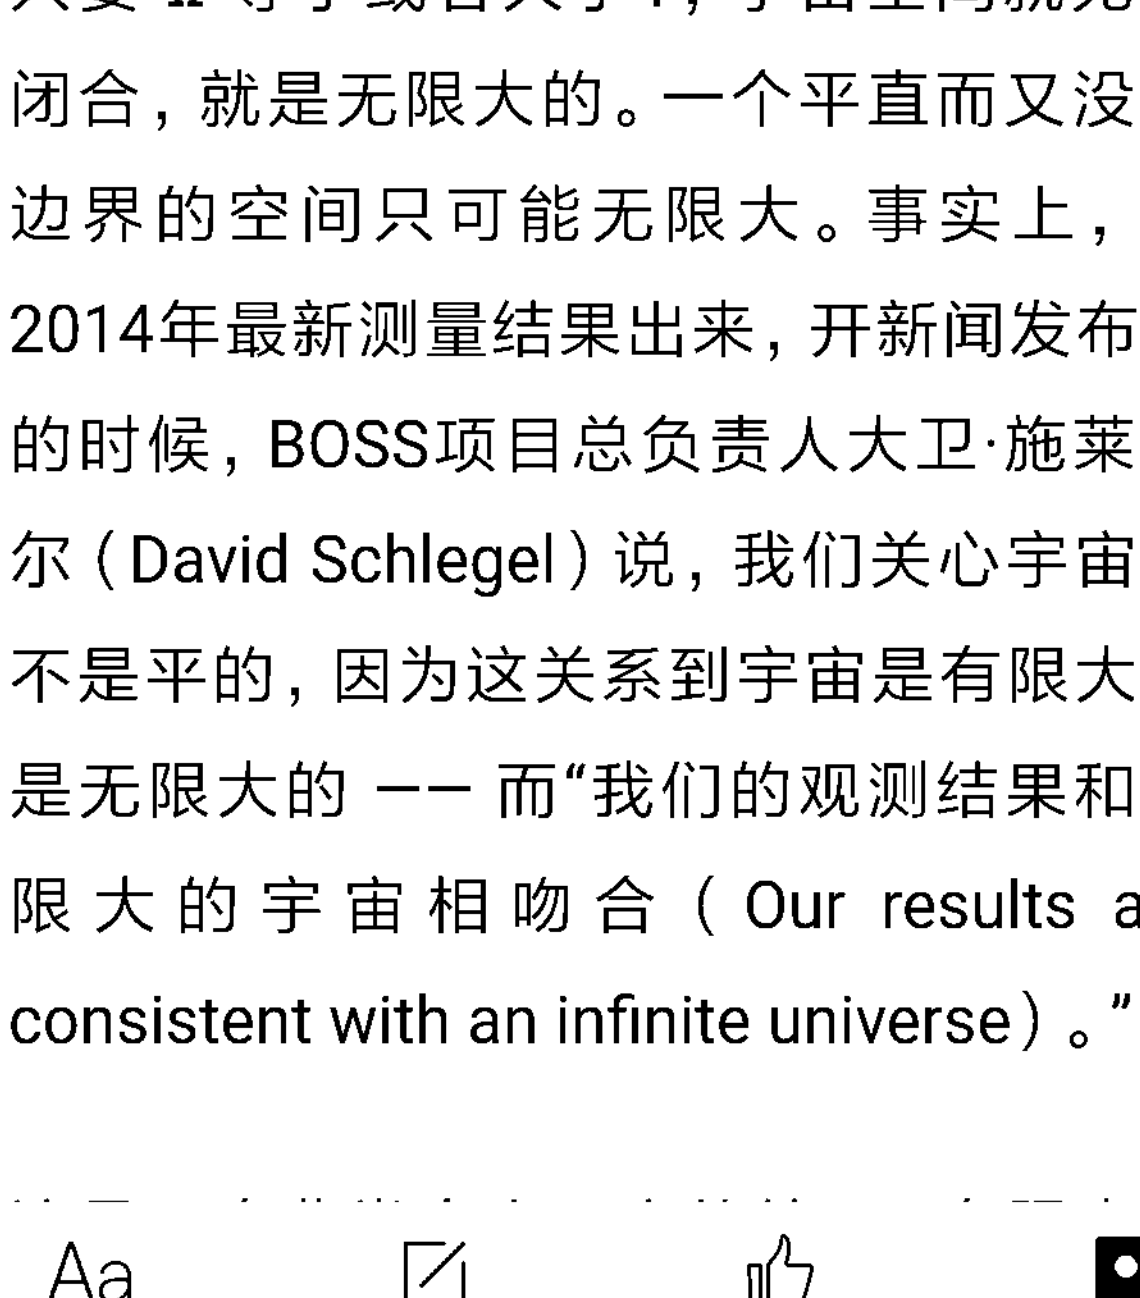 闭合，就是无限大的。一个平直而又没
边界的空间只可能无限大。事实上，
2014年最新测量结果出来，开新闻发布
的时候，BOSS项目总负责人大卫·施莱
尔（David Schlegel）说，我们关心宇宙
不是平的，因为这关系到宇宙是有限大
是无限大的 —— 而“我们的观测结果和
限大的宇宙相吻合（Our results a
consistent with an infinite universe）。”
Aa